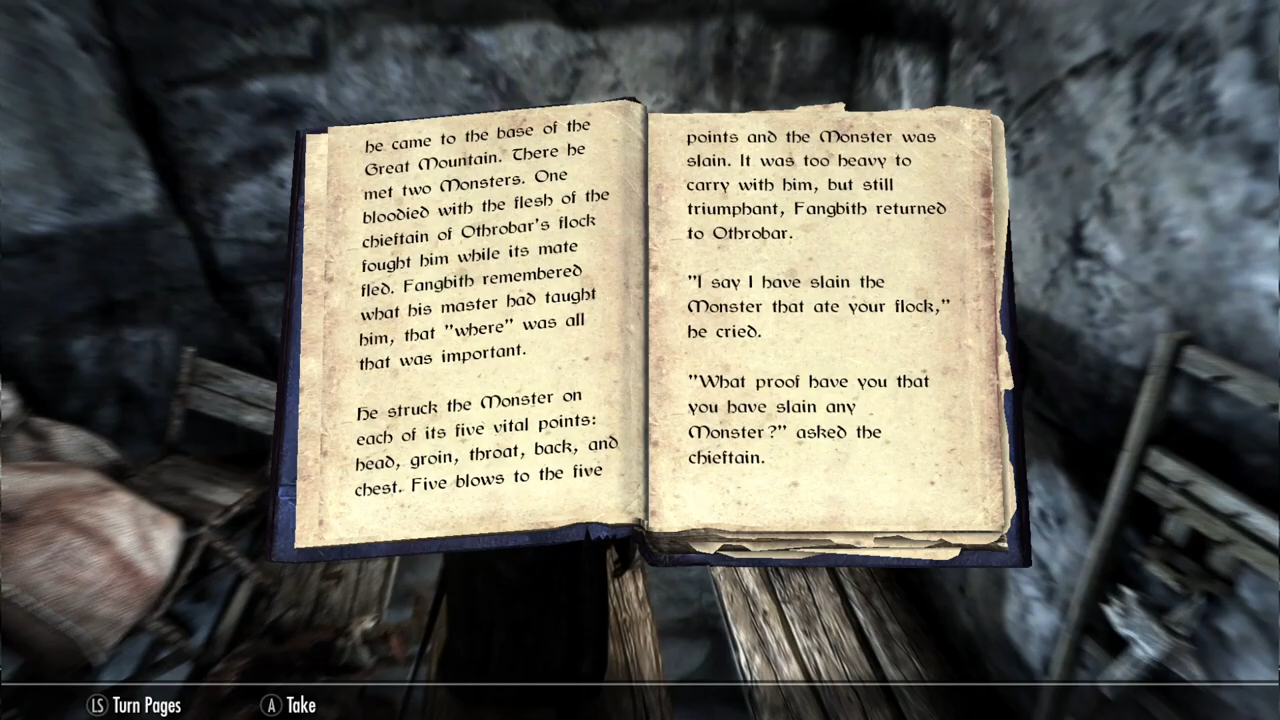 he came to the base of the
Great Mountain. There he
met two Monsters. One
bloodied with the flesh of the
chieftain of Othrobar's flock
fought him while its mate
fled. Fangbith remembered
what his master had taught
him, that "where" was all
that was important.
He struck the Monster on
each of its five vital points:
head, groin, throat, back, and
chest. Five blows to the five
points and the Monster was
slain. It was too heavy to
carry with him, but still
triumphant, Fangbith returned
to Othrobar.
"I say I have slain the
Monster that ate your flock,"
he cried.
"What proof have you that
you have slain any
Monster?" asked the
chieftain.
LS Turn Pages
A Take